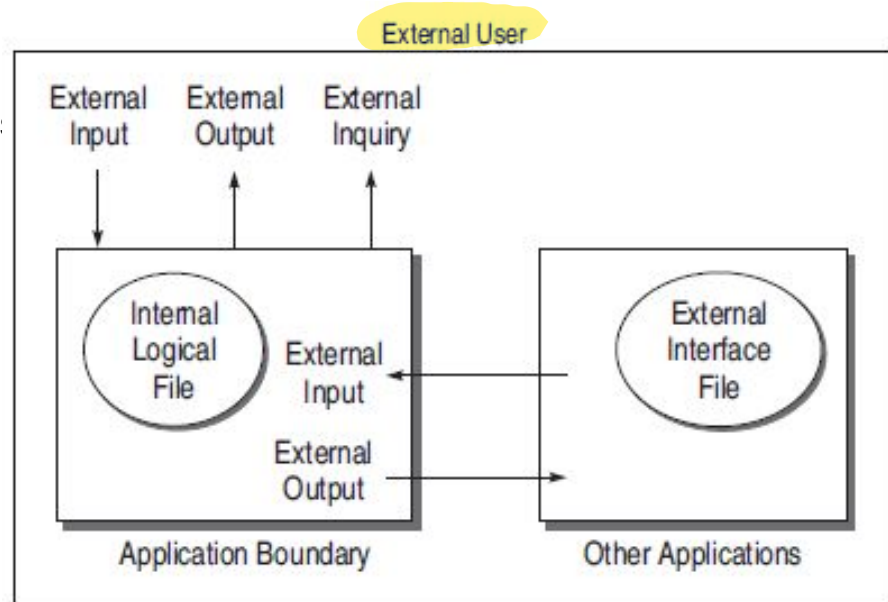 External User
External
Input
External
Output
External
Inquiry
Internal
Logical
File
External
Input
External
Output
External
Interface
File
Application Boundary
Other Applications